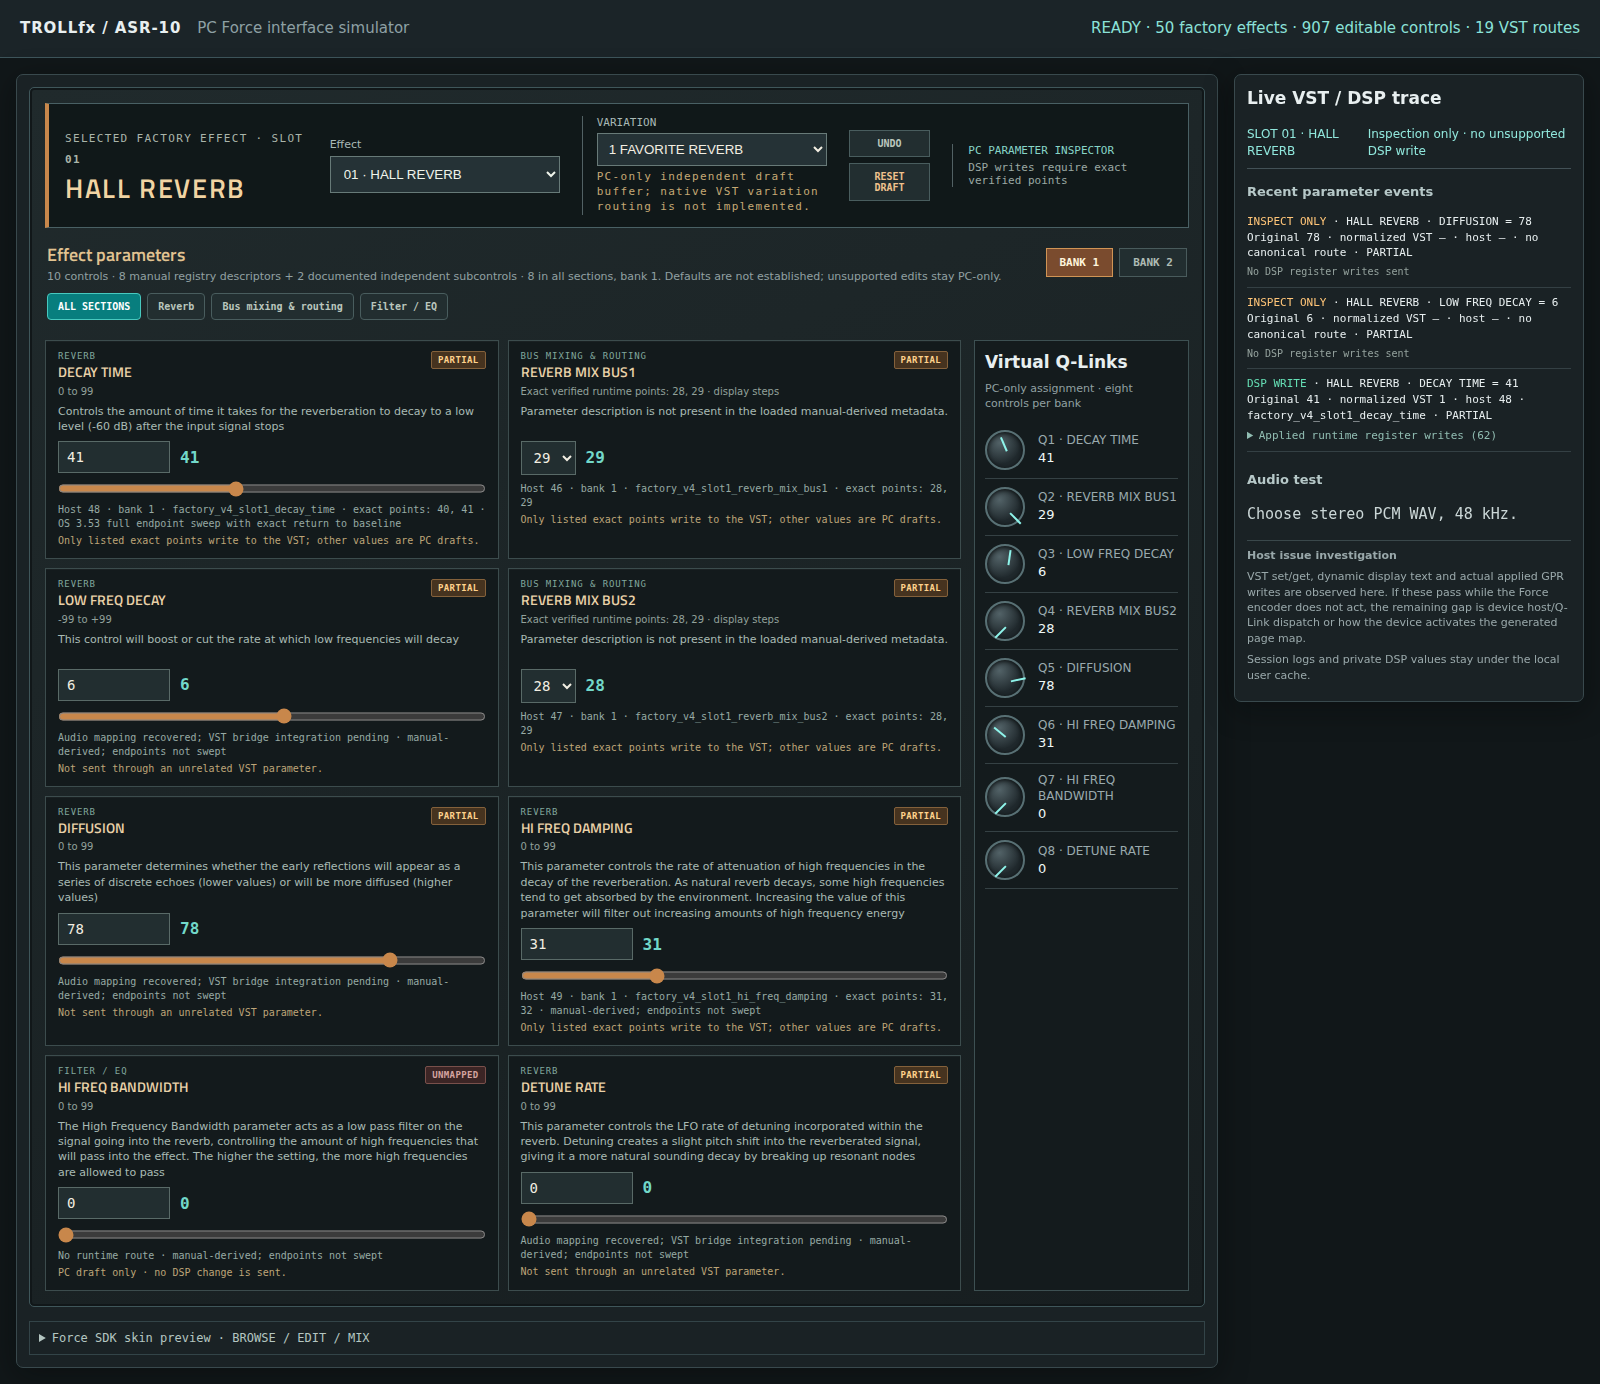 TROLLfx / ASR-10 PC Force interface simulator
READY · 50 factory effects · 907 editable controls · 19 VST routes
SELECTED FACTORY EFFECT · SLOT
01
HALL REVERB
Effect
01 · HALL REVERB
VARIATION
1 FAVORITE REVERB
PC-only independent draft
buffer; native VST variation
routing is not implemented.
UNDO
RESET
DRAFT
PC PARAMETER INSPECTOR
DSP writes require exact
verified points
Effect parameters
10 controls · 8 manual registry descriptors + 2 documented independent subcontrols · 8 in all sections, bank 1. Defaults are not established; unsupported edits stay PC-only.
BANK 1
BANK 2
ALL SECTIONS
Reverb
Bus mixing & routing
Filter / EQ
REVERB
PARTIAL
DECAY TIME
0 to 99
Controls the amount of time it takes for the reverberation to decay to a low
level (-60 dB) after the input signal stops
41 41
Host 48 · bank 1 · factory_v4_slot1_decay_time · exact points: 40, 41 ·
OS 3.53 full endpoint sweep with exact return to baseline
Only listed exact points write to the VST; other values are PC drafts.
BUS MIXING & ROUTING
PARTIAL
REVERB MIX BUS1
Exact verified runtime points: 28, 29 · display steps
Parameter description is not present in the loaded manual-derived metadata.
29 29
Host 46 · bank 1 · factory_v4_slot1_reverb_mix_bus1 · exact points: 28,
29
Only listed exact points write to the VST; other values are PC drafts.
REVERB
PARTIAL
LOW FREQ DECAY
-99 to +99
This control will boost or cut the rate at which low frequencies will decay
6 6
Audio mapping recovered; VST bridge integration pending · manual-
derived; endpoints not swept
Not sent through an unrelated VST parameter.
BUS MIXING & ROUTING
PARTIAL
REVERB MIX BUS2
Exact verified runtime points: 28, 29 · display steps
Parameter description is not present in the loaded manual-derived metadata.
28 28
Host 47 · bank 1 · factory_v4_slot1_reverb_mix_bus2 · exact points: 28,
29
Only listed exact points write to the VST; other values are PC drafts.
REVERB
PARTIAL
DIFFUSION
0 to 99
This parameter determines whether the early reflections will appear as a
series of discrete echoes (lower values) or will be more diffused (higher
values)
78 78
Audio mapping recovered; VST bridge integration pending · manual-
derived; endpoints not swept
Not sent through an unrelated VST parameter.
REVERB
PARTIAL
HI FREQ DAMPING
0 to 99
This parameter controls the rate of attenuation of high frequencies in the
decay of the reverberation. As natural reverb decays, some high frequencies
tend to get absorbed by the environment. Increasing the value of this
parameter will filter out increasing amounts of high frequency energy
31 31
Host 49 · bank 1 · factory_v4_slot1_hi_freq_damping · exact points: 31,
32 · manual-derived; endpoints not swept
Only listed exact points write to the VST; other values are PC drafts.
FILTER / EQ
UNMAPPED
HI FREQ BANDWIDTH
0 to 99
The High Frequency Bandwidth parameter acts as a low pass filter on the
signal going into the reverb, controlling the amount of high frequencies that
will pass into the effect. The higher the setting, the more high frequencies
are allowed to pass
0 0
No runtime route · manual-derived; endpoints not swept
PC draft only · no DSP change is sent.
REVERB
PARTIAL
DETUNE RATE
0 to 99
This parameter controls the LFO rate of detuning incorporated within the
reverb. Detuning creates a slight pitch shift into the reverberated signal,
giving it a more natural sounding decay by breaking up resonant nodes
0 0
Audio mapping recovered; VST bridge integration pending · manual-
derived; endpoints not swept
Not sent through an unrelated VST parameter.
Virtual Q-Links
PC-only assignment · eight
controls per bank
Q1 · DECAY TIME
41
Q2 · REVERB MIX BUS1
29
Q3 · LOW FREQ DECAY
6
Q4 · REVERB MIX BUS2
28
Q5 · DIFFUSION
78
Q6 · HI FREQ DAMPING
31
Q7 · HI FREQ
BANDWIDTH
0
Q8 · DETUNE RATE
0
Force SDK skin preview · BROWSE / EDIT / MIX
Live VST / DSP trace
SLOT 01 · HALL
REVERB
Inspection only · no unsupported
DSP write
Recent parameter events
INSPECT ONLY · HALL REVERB · DIFFUSION = 78
Original 78 · normalized VST — · host — · no
canonical route · PARTIAL
No DSP register writes sent
INSPECT ONLY · HALL REVERB · LOW FREQ DECAY = 6
Original 6 · normalized VST — · host — · no
canonical route · PARTIAL
No DSP register writes sent
DSP WRITE · HALL REVERB · DECAY TIME = 41
Original 41 · normalized VST 1 · host 48 ·
factory_v4_slot1_decay_time · PARTIAL
Applied runtime register writes (62)
Audio test
Choose stereo PCM WAV, 48 kHz.
Host issue investigation
VST set/get, dynamic display text and actual applied GPR
writes are observed here. If these pass while the Force
encoder does not act, the remaining gap is device host/Q-
Link dispatch or how the device activates the generated
page map.
Session logs and private DSP values stay under the local
user cache.